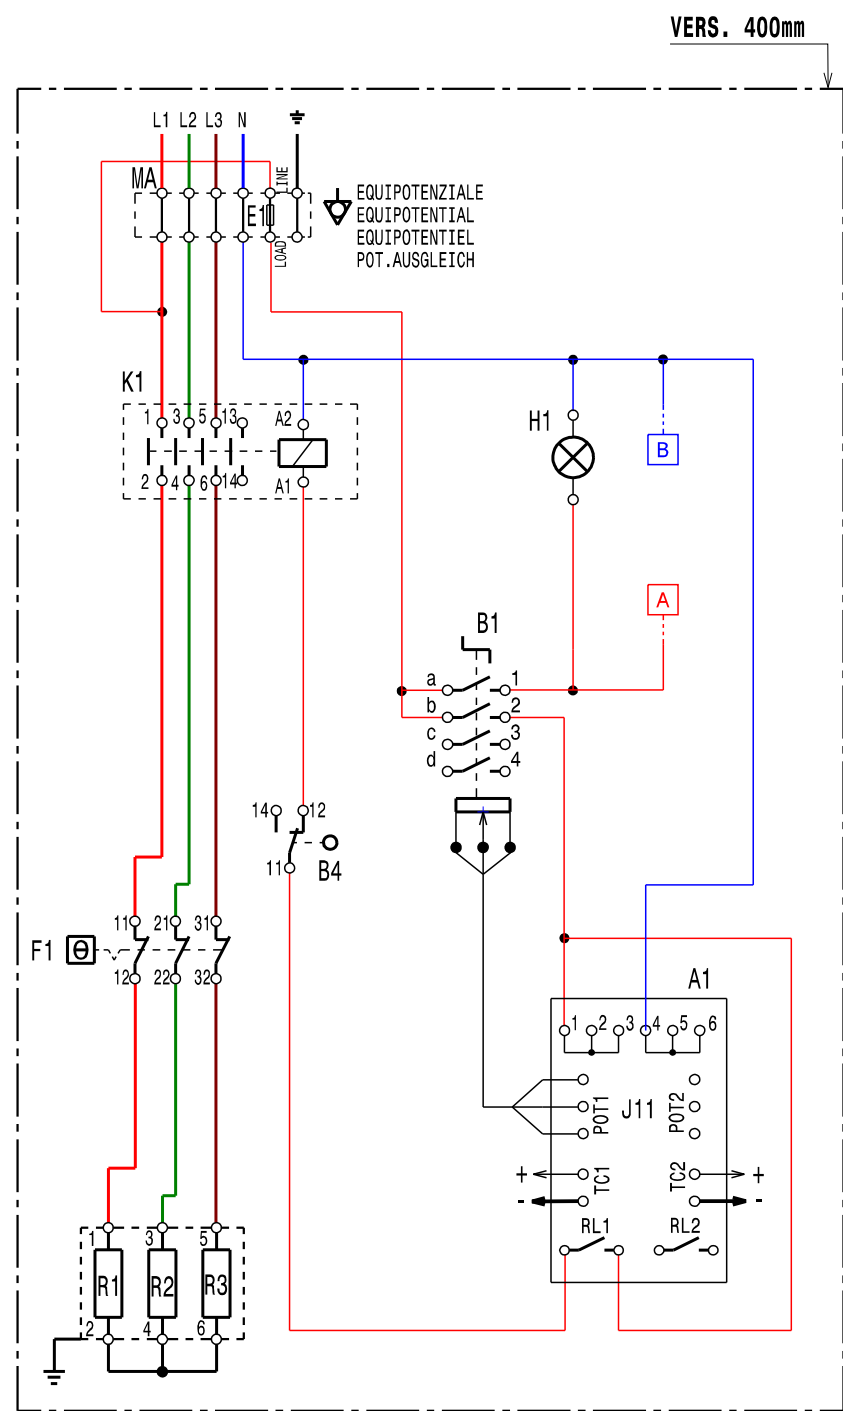 VERS. 400mm
L1 L2 L3 N
MA
LINE
E1
LOAD
EQUIPOTENZIALE
EQUIPOTENTIAL
EQUIPOTENTIEL
POT.AUSGLEICH
K1
1 3 5 13 A2
2 4 6 14 A1
H1
B
A
B1
a 1
b 2
c 3
d 4
14 12
11 B4
11 21 31
F1 θ
12 22 32
A1
1 2 3 4 5 6
POT1 J11 POT2
+ TC1 TC2 +
- -
RL1 RL2
1 3 5
R1 R2 R3
2 4 6